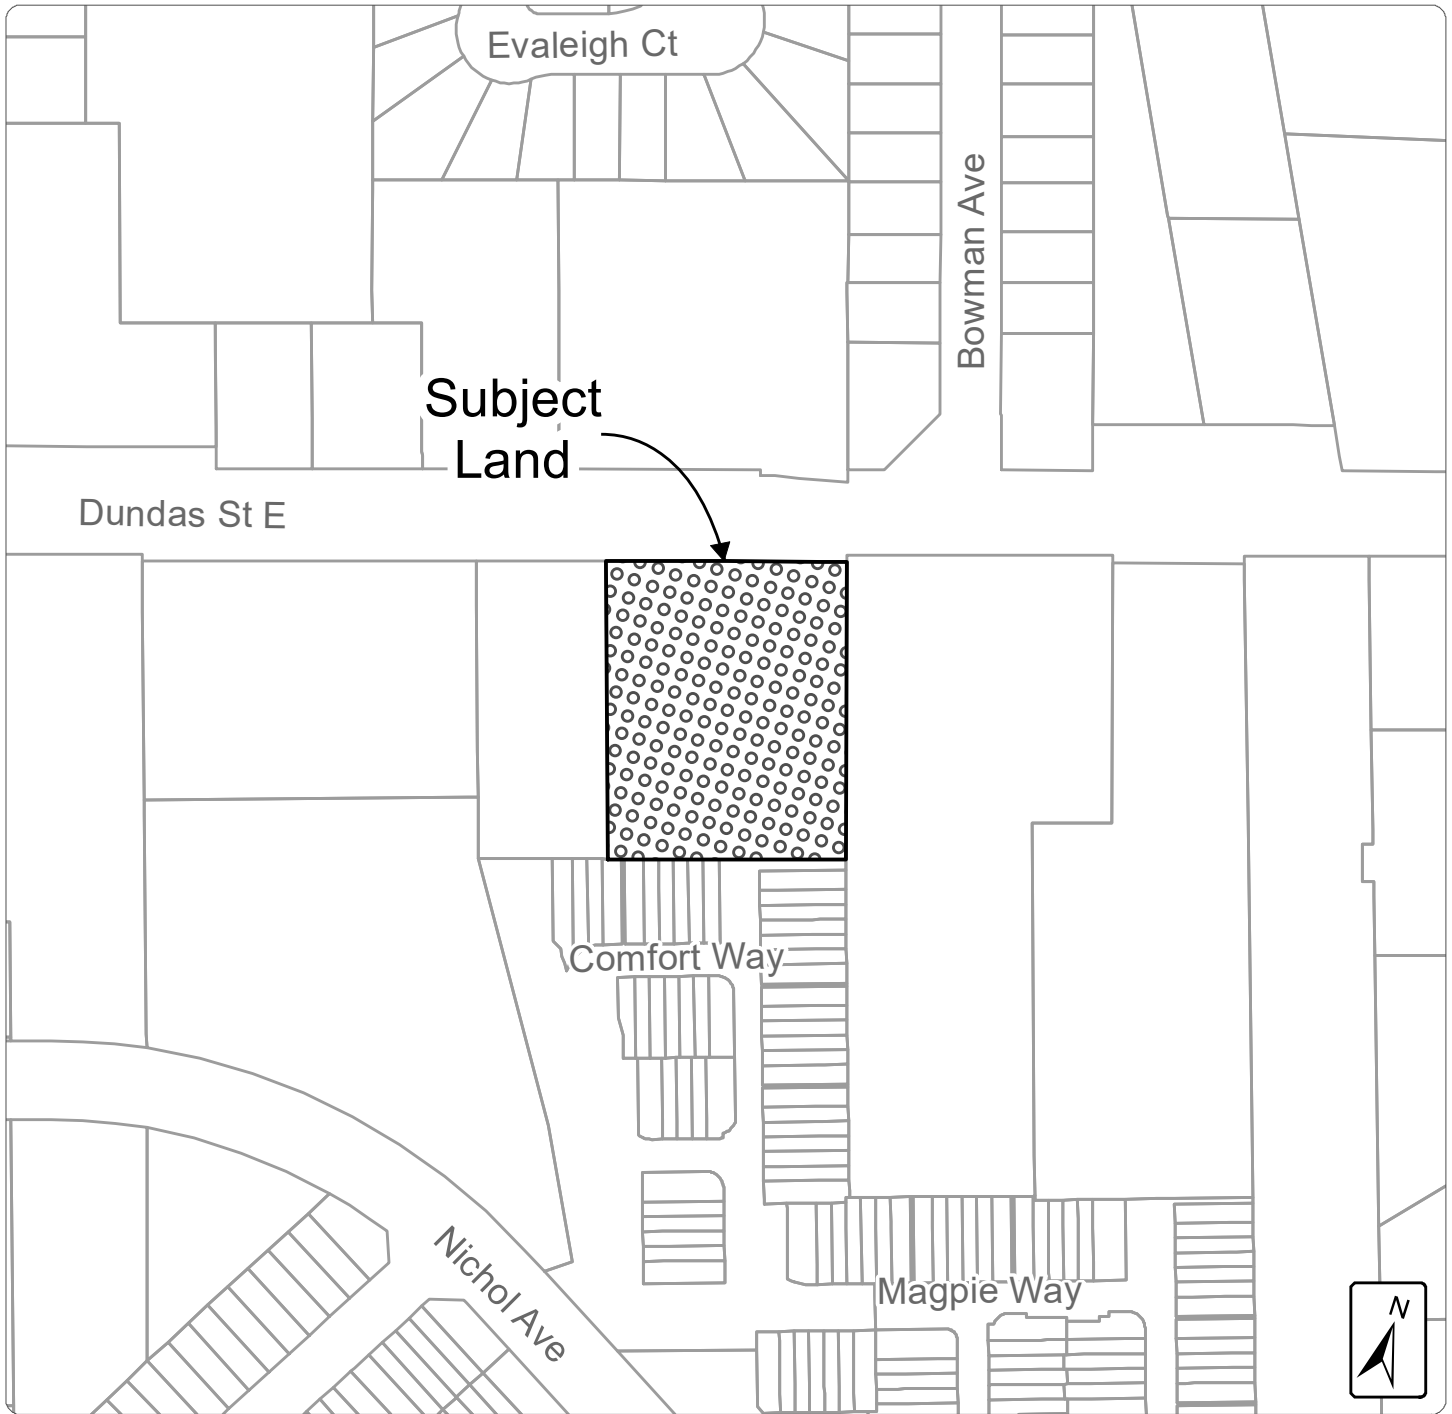 Evaleigh Ct
Bowman Ave
Subject
Land
Dundas St E
Comfort Way
Nichol Ave
Magpie Way
N